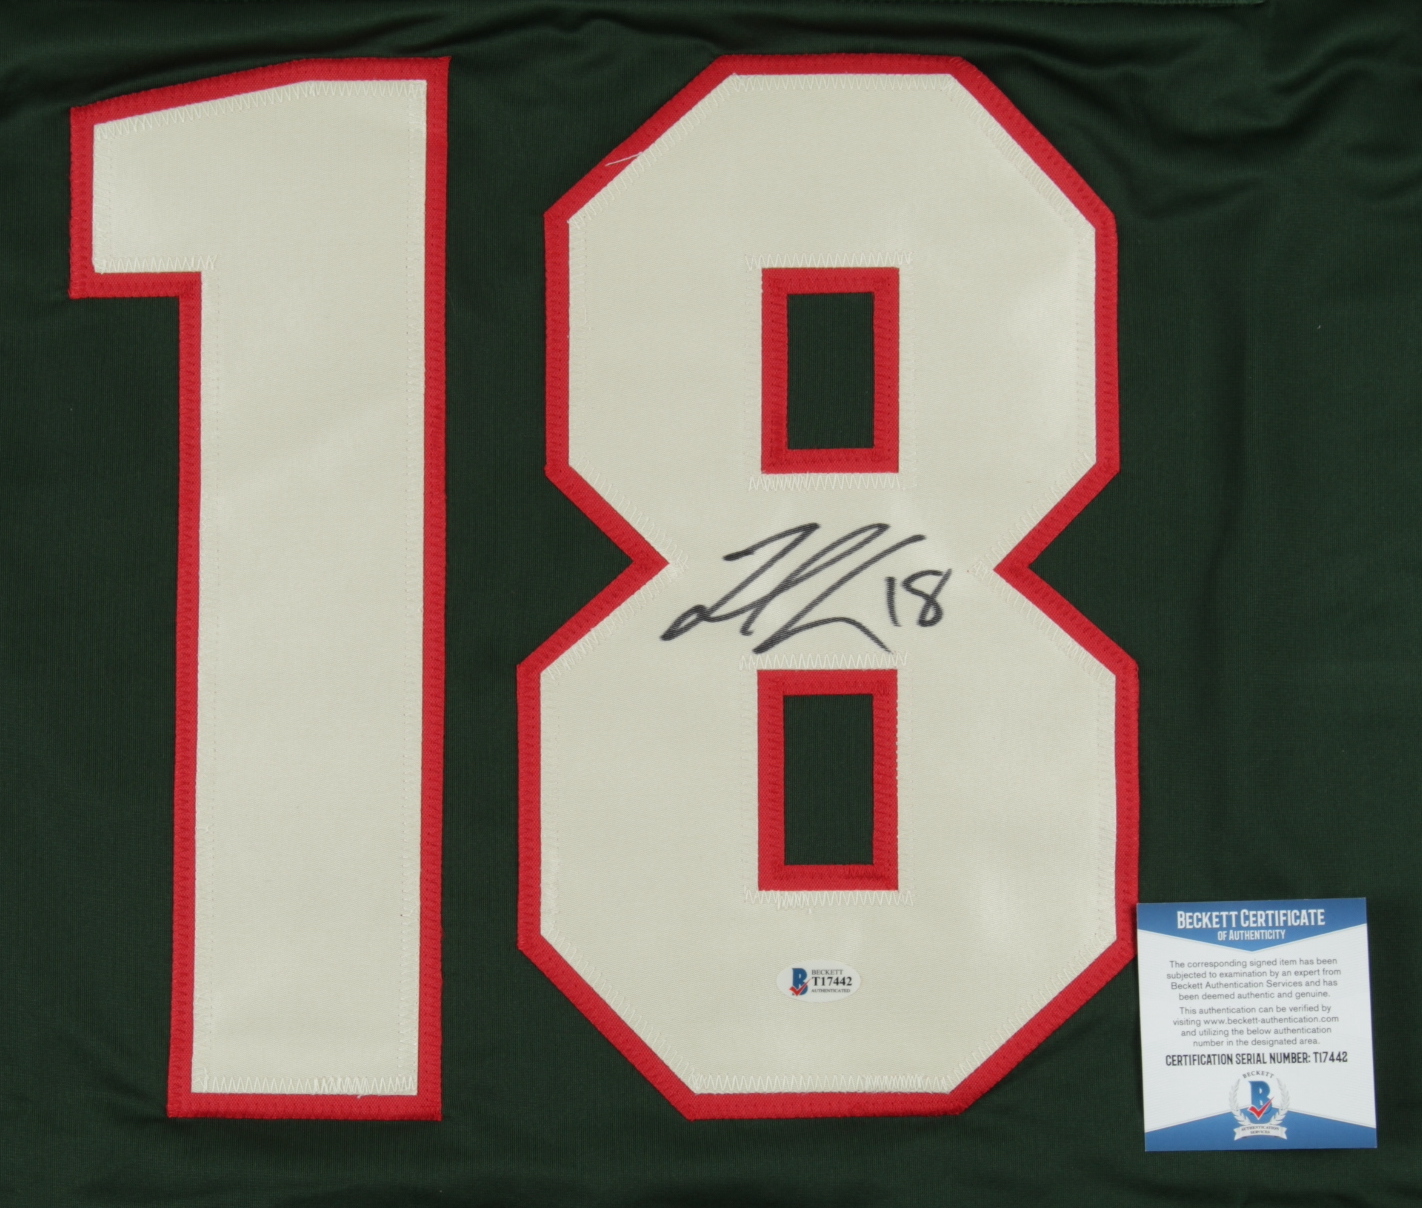 18
18
BECKETT
T17442
AUTHENTICATED
BECKETT CERTIFICATE
OF AUTHENTICITY
The corresponding signed item has been
subjected to examination by an expert from
Beckett Authentication Services and has
been deemed authentic and genuine.
This authentication can be verified by
visiting www.beckett-authentication.com
and utilizing the below authentication
number in the designated area.
CERTIFICATION SERIAL NUMBER: T17442
BECKETT
B